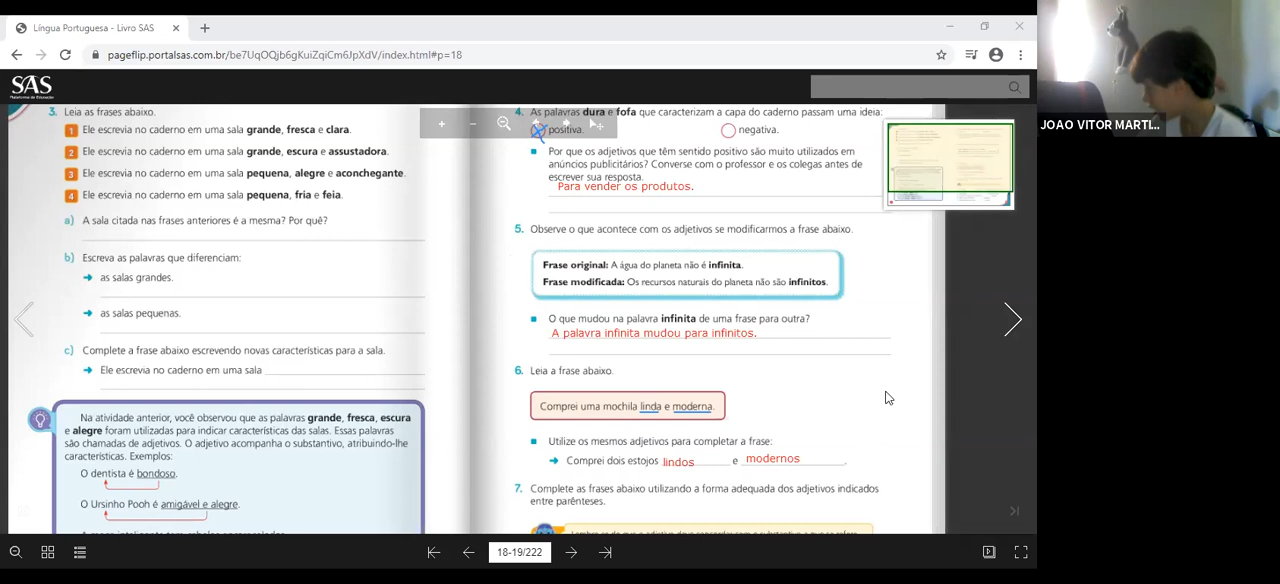 Língua Portuguesa - Livro SAS
pageflip.portalsas.com.br/be7UqOQjb6gKuiZqiCm6JpXdV/index.html#p=18
SAS
JOAO VITOR MARTI...
3. Leia as frases abaixo.
1 Ele escrevia no caderno em uma sala grande, fresca e clara.
2 Ele escrevia no caderno em uma sala grande, escura e assustadora.
3 Ele escrevia no caderno em uma sala pequena, alegre e aconchegante.
4 Ele escrevia no caderno em uma sala pequena, fria e feia.
a) A sala citada nas frases anteriores é a mesma? Por quê?
b) Escreva as palavras que diferenciam:
as salas grandes.
as salas pequenas.
c) Complete a frase abaixo escrevendo novas características para a sala.
Ele escrevia no caderno em uma sala
Na atividade anterior, você observou que as palavras grande, fresca, escura
e alegre foram utilizadas para indicar características das salas. Essas palavras
são chamadas de adjetivos. O adjetivo acompanha o substantivo, atribuindo-lhe
características. Exemplos:
O dentista é bondoso.
O Ursinho Pooh é amigável e alegre.
4. As palavras dura e fofa que caracterizam a capa do caderno passam uma ideia:
positiva. negativa.
Por que os adjetivos que têm sentido positivo são muito utilizados em
anúncios publicitários? Converse com o professor e os colegas antes de
escrever sua resposta.
Para vender os produtos.
5. Observe o que acontece com os adjetivos se modificarmos a frase abaixo.
Frase original: A água do planeta não é infinita.
Frase modificada: Os recursos naturais do planeta não são infinitos.
O que mudou na palavra infinita de uma frase para outra?
A palavra infinita mudou para infinitos.
6. Leia a frase abaixo.
Comprei uma mochila linda e moderna.
Utilize os mesmos adjetivos para completar a frase:
Comprei dois estojos lindos e modernos.
7. Complete as frases abaixo utilizando a forma adequada dos adjetivos indicados
entre parênteses.
18-19/222